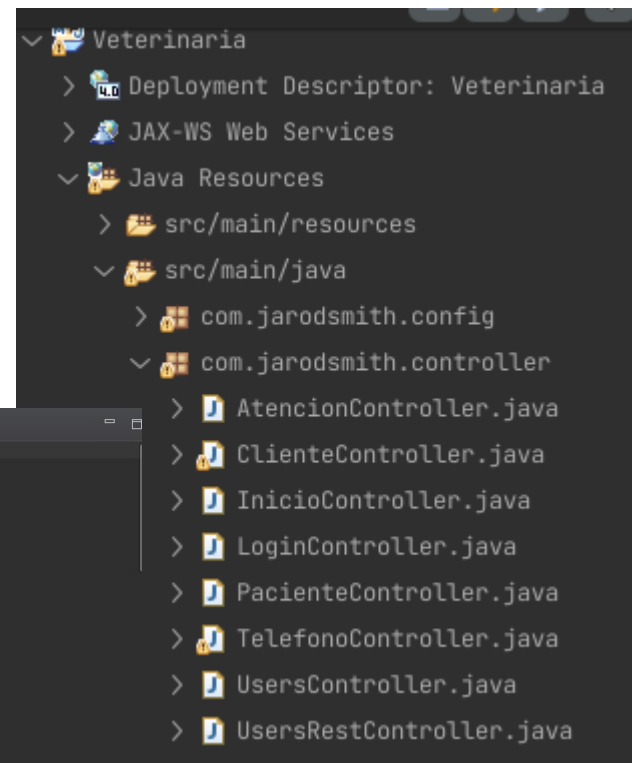 Veterinaria
4.0 Deployment Descriptor: Veterinaria
JAX-WS Web Services
Java Resources
src/main/resources
src/main/java
com.jarodsmith.config
com.jarodsmith.controller
J AtencionController.java
J ClienteController.java
J InicioController.java
J LoginController.java
J PacienteController.java
J TelefonoController.java
J UsersController.java
J UsersRestController.java